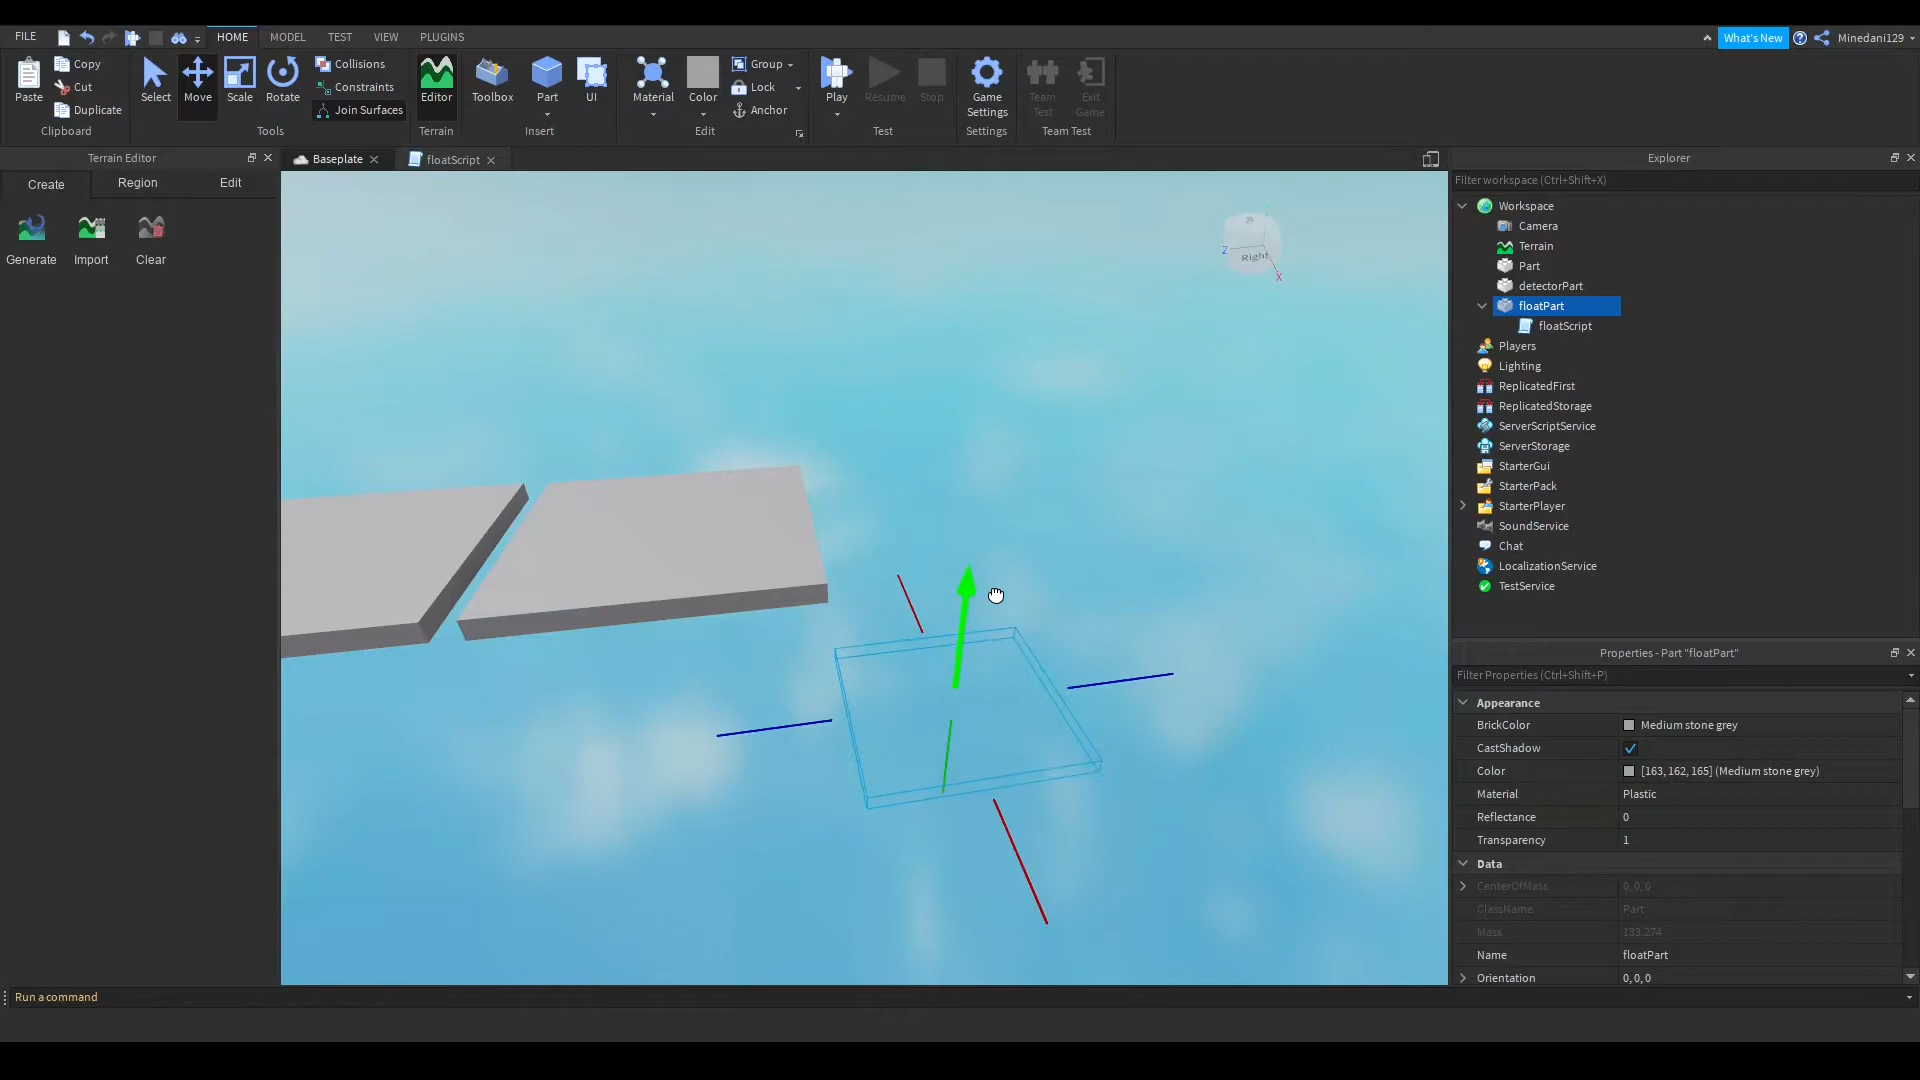 FILE
HOME
MODEL
TEST
VIEW
PLUGINS
What's New
Minedani129
Paste
Copy
Cut
Duplicate
Clipboard
Select
Move
Scale
Rotate
Collisions
Constraints
Join Surfaces
Tools
Editor
Terrain
Toolbox
Part
UI
Insert
Material
Color
Group
Lock
Anchor
Edit
Play
Resume
Stop
Test
Game
Settings
Settings
Team
Test
Exit
Game
Team Test
Terrain Editor
Create
Region
Edit
Generate
Import
Clear
Baseplate
floatScript
Z
Right
X
Explorer
Filter workspace (Ctrl+Shift+X)
Workspace
Camera
Terrain
Part
detectorPart
floatPart
floatScript
Players
Lighting
ReplicatedFirst
ReplicatedStorage
ServerScriptService
ServerStorage
StarterGui
StarterPack
StarterPlayer
SoundService
Chat
LocalizationService
TestService
Properties - Part "floatPart"
Filter Properties (Ctrl+Shift+P)
Appearance
BrickColor Medium stone grey
CastShadow
Color [163, 162, 165] (Medium stone grey)
Material Plastic
Reflectance 0
Transparency 1
Data
CenterOfMass 0, 0, 0
ClassName Part
Mass 133.274
Name floatPart
Orientation 0, 0, 0
Run a command